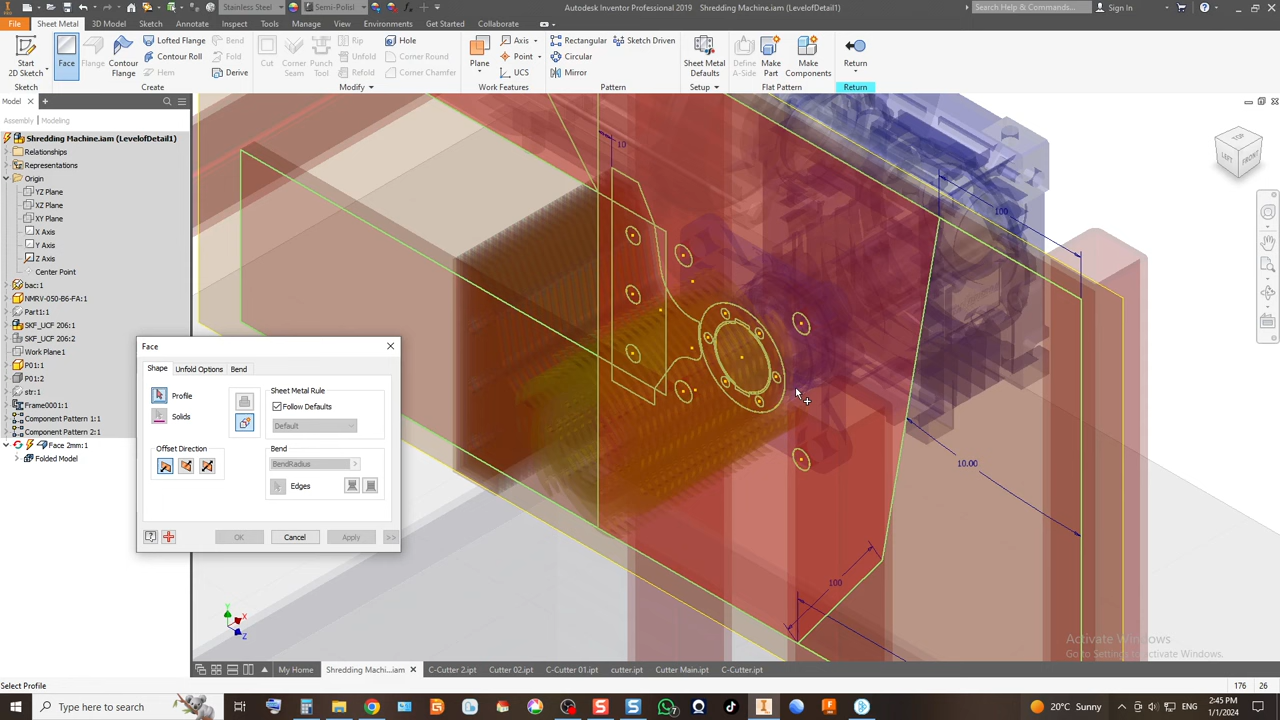 Stainless Steel
Semi-Polisl
Autodesk Inventor Professional 2019  Shredding Machine.iam (LevelofDetail1)
Search Help & Commands...
Sign In
File
Sheet Metal
3D Model
Sketch
Annotate
Inspect
Tools
Manage
View
Environments
Get Started
Collaborate
Start
2D Sketch
Face
Flange
Contour
Flange
Lofted Flange
Contour Roll
Hem
Bend
Fold
Derive
Cut
Corner
Seam
Punch
Tool
Rip
Unfold
Refold
Hole
Corner Round
Corner Chamfer
Plane
Axis
Point
UCS
Rectangular
Circular
Mirror
Sketch Driven
Sheet Metal
Defaults
Define
A-Side
Make
Part
Make
Components
Return
Sketch
Create
Modify
Work Features
Pattern
Setup
Flat Pattern
Return
Model
Assembly
Modeling
Shredding Machine.iam (LevelofDetail1)
Relationships
Representations
Origin
YZ Plane
XZ Plane
XY Plane
X Axis
Y Axis
Z Axis
Center Point
bac:1
NMRV-050-B6-FA:1
Part1:1
SKF_UCF 206:1
SKF_UCF 206:2
Work Plane1
P01:1
P01:2
str:1
Frame0001:1
Component Pattern 1:1
Component Pattern 2:1
Face 2mm:1
Folded Model
Face
Shape
Unfold Options
Bend
Profile
Solids
Offset Direction
Sheet Metal Rule
Follow Defaults
Default
Bend
BendRadius
Edges
OK
Cancel
Apply
>>
10
100
10.00
100
TOP
LEFT
FRONT
X
Y
Z
Activate Windows
Go to Settings to activate Windows.
My Home
Shredding Machi...iam
C-Cutter 2.ipt
Cutter 02.ipt
C-Cutter 01.ipt
cutter.ipt
Cutter Main.ipt
C-Cutter.ipt
Select Profile
176
26
Type here to search
20°C Sunny
ENG
2:45 PM
1/1/2024